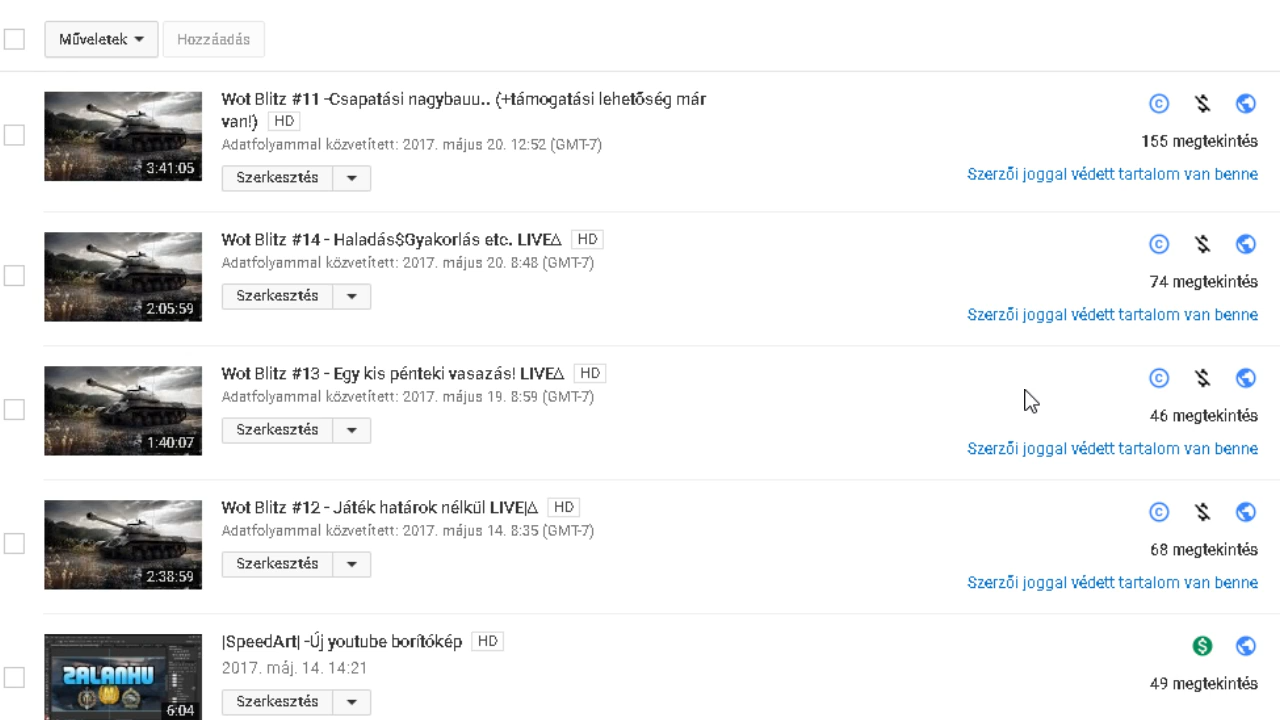 Műveletek
Hozzáadás
Wot Blitz #11 -Csapatási nagybauu.. (+támogatási lehetőség már
van!) HD
Adatfolyammal közvetített: 2017. május 20. 12:52 (GMT-7)
Szerkesztés
3:41:05
155 megtekintés
Szerzői joggal védett tartalom van benne
Wot Blitz #14 - Haladás$Gyakorlás etc. LIVE∆ HD
Adatfolyammal közvetített: 2017. május 20. 8:48 (GMT-7)
Szerkesztés
2:05:59
74 megtekintés
Szerzői joggal védett tartalom van benne
Wot Blitz #13 - Egy kis pénteki vasazás! LIVE∆ HD
Adatfolyammal közvetített: 2017. május 19. 8:59 (GMT-7)
Szerkesztés
1:40:07
46 megtekintés
Szerzői joggal védett tartalom van benne
Wot Blitz #12 - Játék határok nélkül LIVE|∆ HD
Adatfolyammal közvetített: 2017. május 14. 8:35 (GMT-7)
Szerkesztés
2:38:59
68 megtekintés
Szerzői joggal védett tartalom van benne
|SpeedArt| -Új youtube borítókép HD
2017. máj. 14. 14:21
Szerkesztés
ZALANHU
6:04
49 megtekintés